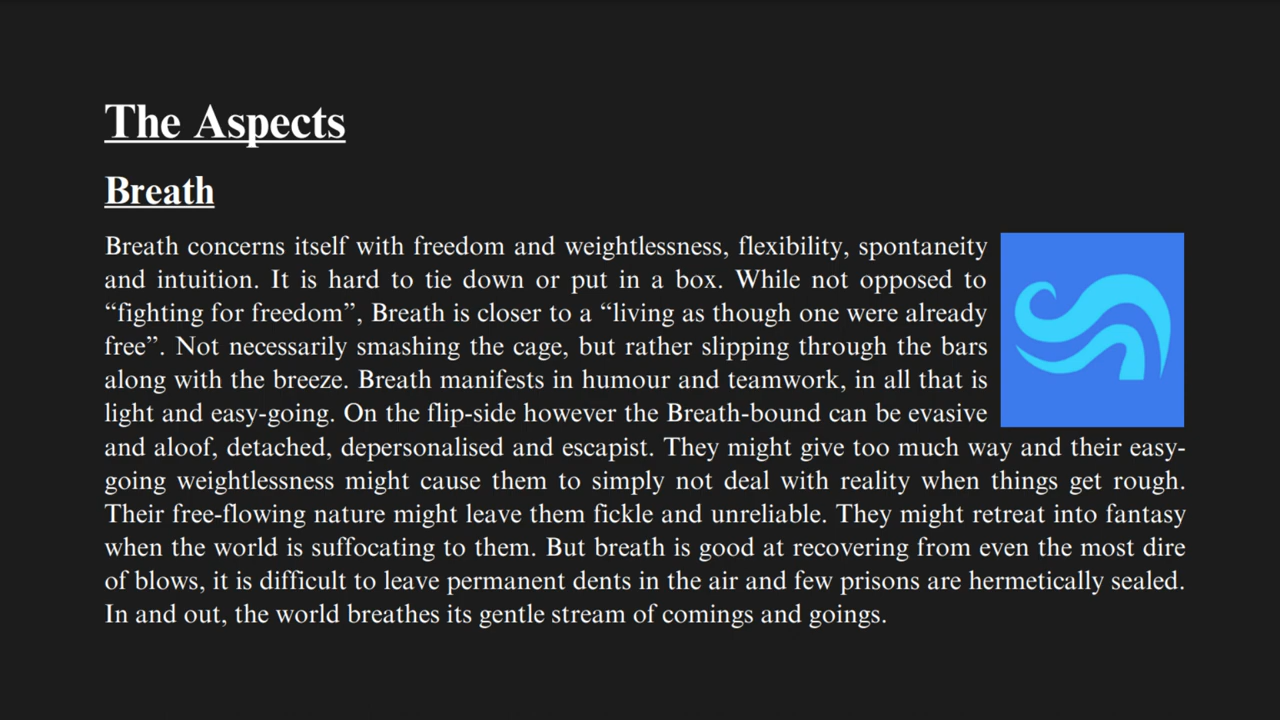 The Aspects
Breath
Breath concerns itself with freedom and weightlessness, flexibility, spontaneity
and intuition. It is hard to tie down or put in a box. While not opposed to
“fighting for freedom”, Breath is closer to a “living as though one were already
free”. Not necessarily smashing the cage, but rather slipping through the bars
along with the breeze. Breath manifests in humour and teamwork, in all that is
light and easy-going. On the flip-side however the Breath-bound can be evasive
and aloof, detached, depersonalised and escapist. They might give too much way and their easy-
going weightlessness might cause them to simply not deal with reality when things get rough.
Their free-flowing nature might leave them fickle and unreliable. They might retreat into fantasy
when the world is suffocating to them. But breath is good at recovering from even the most dire
of blows, it is difficult to leave permanent dents in the air and few prisons are hermetically sealed.
In and out, the world breathes its gentle stream of comings and goings.